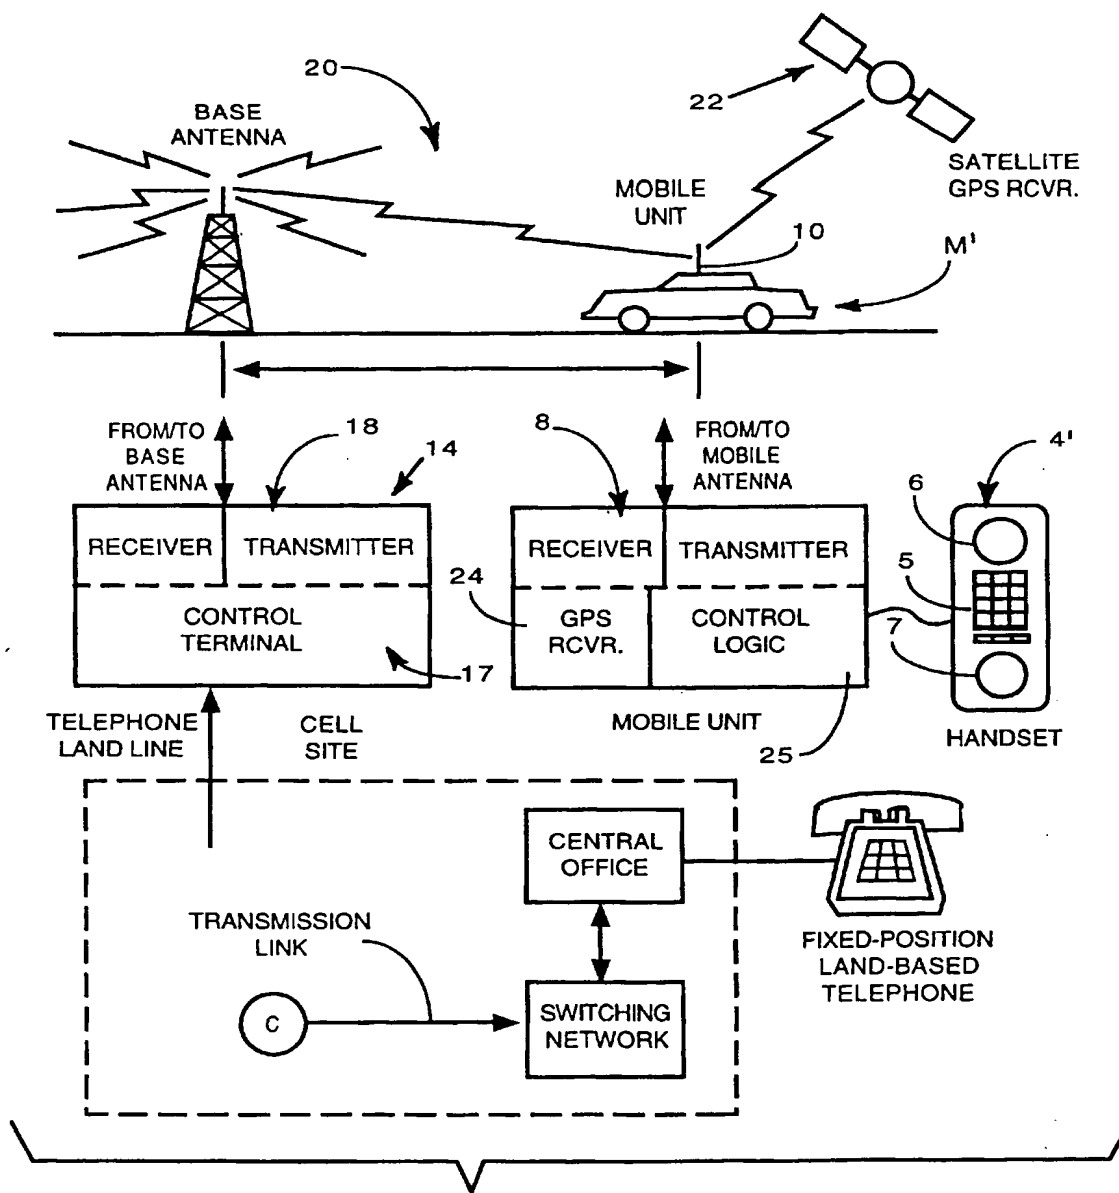 20
BASE
ANTENNA
22
SATELLITE
GPS RCVR.
MOBILE
UNIT
10
M'
FROM/TO
BASE
ANTENNA
18
14
8
FROM/TO
MOBILE
ANTENNA
4'
6
5
7
RECEIVER
TRANSMITTER
CONTROL
TERMINAL
17
RECEIVER
TRANSMITTER
24
GPS
RCVR.
CONTROL
LOGIC
25
TELEPHONE
LAND LINE
CELL
SITE
MOBILE UNIT
HANDSET
CENTRAL
OFFICE
TRANSMISSION
LINK
C
SWITCHING
NETWORK
FIXED-POSITION
LAND-BASED
TELEPHONE